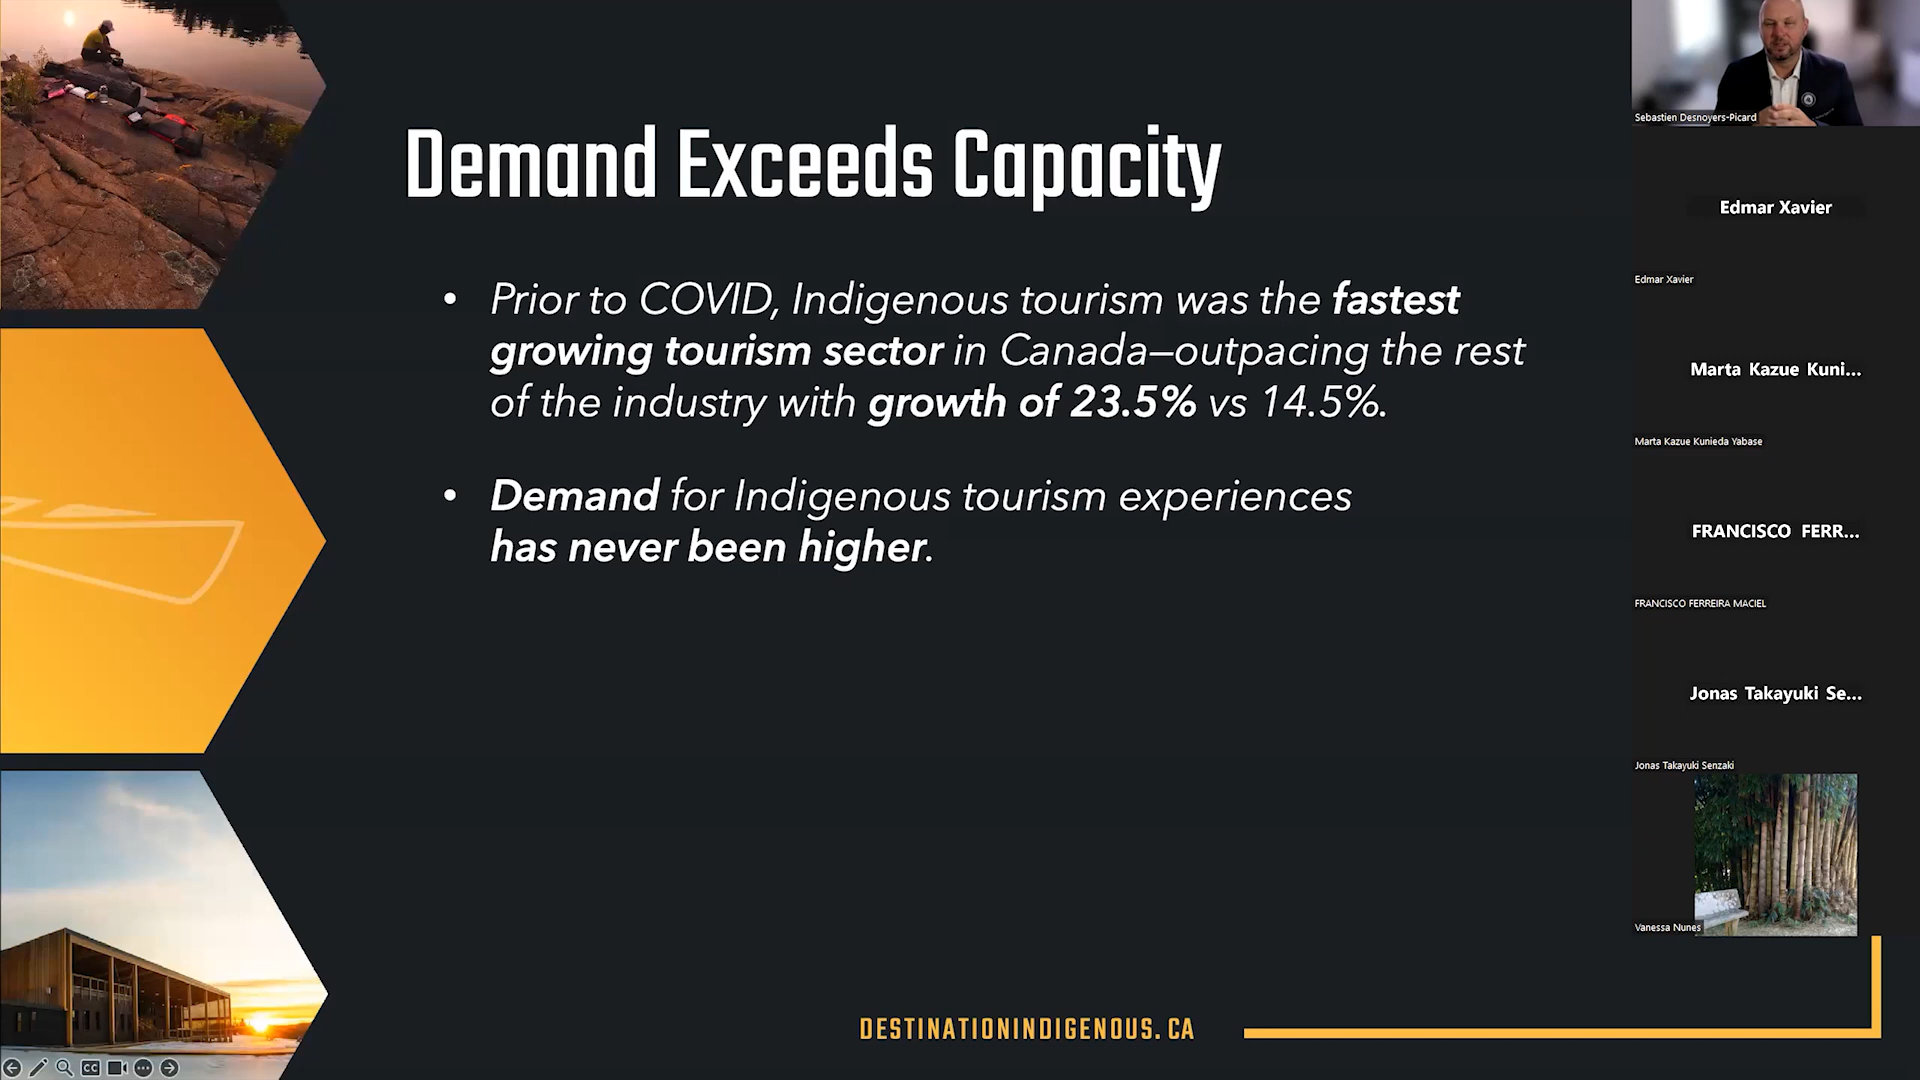 Demand Exceeds Capacity
• Prior to COVID, Indigenous tourism was the fastest
growing tourism sector in Canada—outpacing the rest
of the industry with growth of 23.5% vs 14.5%.
• Demand for Indigenous tourism experiences
has never been higher.
DESTINATIONINDIGENOUS.CA
CC
Sebastien Desnoyers-Picard
Edmar Xavier
Edmar Xavier
Marta Kazue Kuni...
Marta Kazue Kunieda Yabase
FRANCISCO FERR...
FRANCISCO FERREIRA MACIEL
Jonas Takayuki Se...
Jonas Takayuki Senzaki
Vanessa Nunes